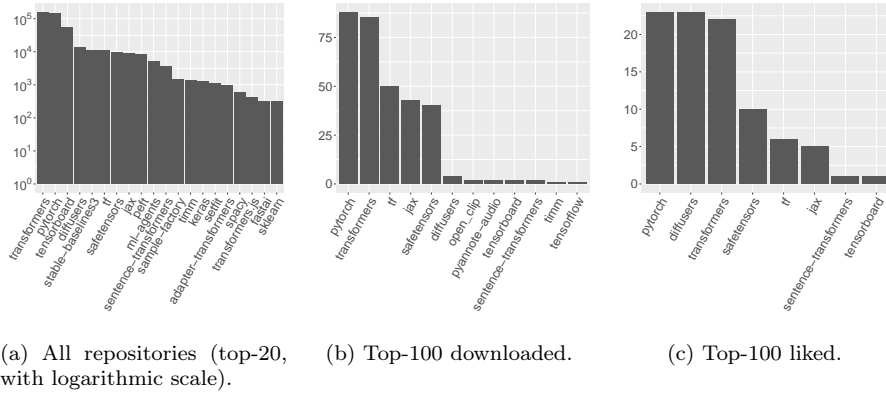 10^5
10^4
10^3
10^2
10^1
10^0
transformers
pytorch
tensorboard
diffusers
stable-baselines3
tf
safetensors
jax
peft
ml-agents
sentence-transformers
sample-factory
timm
keras
setfit
adapter-transformers
spacy
transformers.js
fastai
sklearn
75
50
25
0
pytorch
transformers
tf
jax
safetensors
diffusers
open_clip
pyannote-audio
tensorboard
sentence-transformers
timm
tensorflow
20
15
10
5
0
pytorch
diffusers
transformers
safetensors
tf
jax
sentence-transformers
tensorboard
(a) All repositories (top-20,
with logarithmic scale).
(b) Top-100 downloaded.
(c) Top-100 liked.